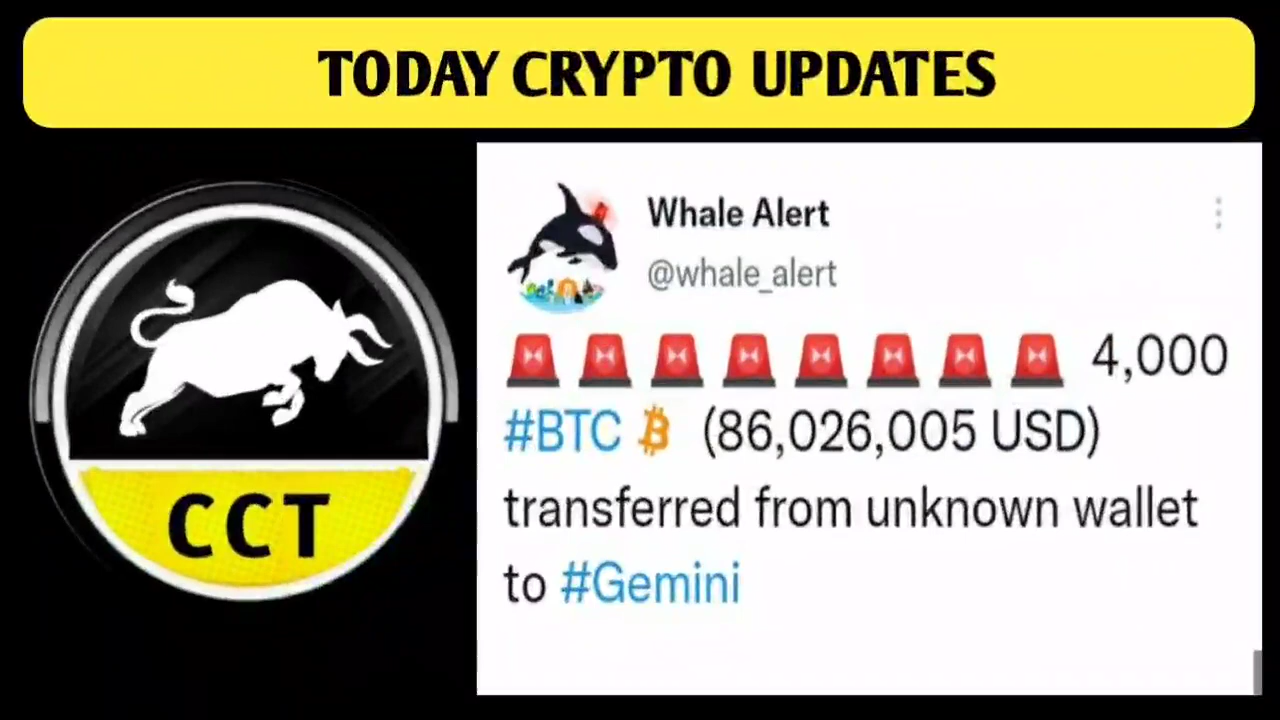 TODAY CRYPTO UPDATES
CCT
Whale Alert
@whale_alert
🚨🚨🚨🚨🚨🚨🚨🚨 4,000
#BTC ₿ (86,026,005 USD)
transferred from unknown wallet
to #Gemini